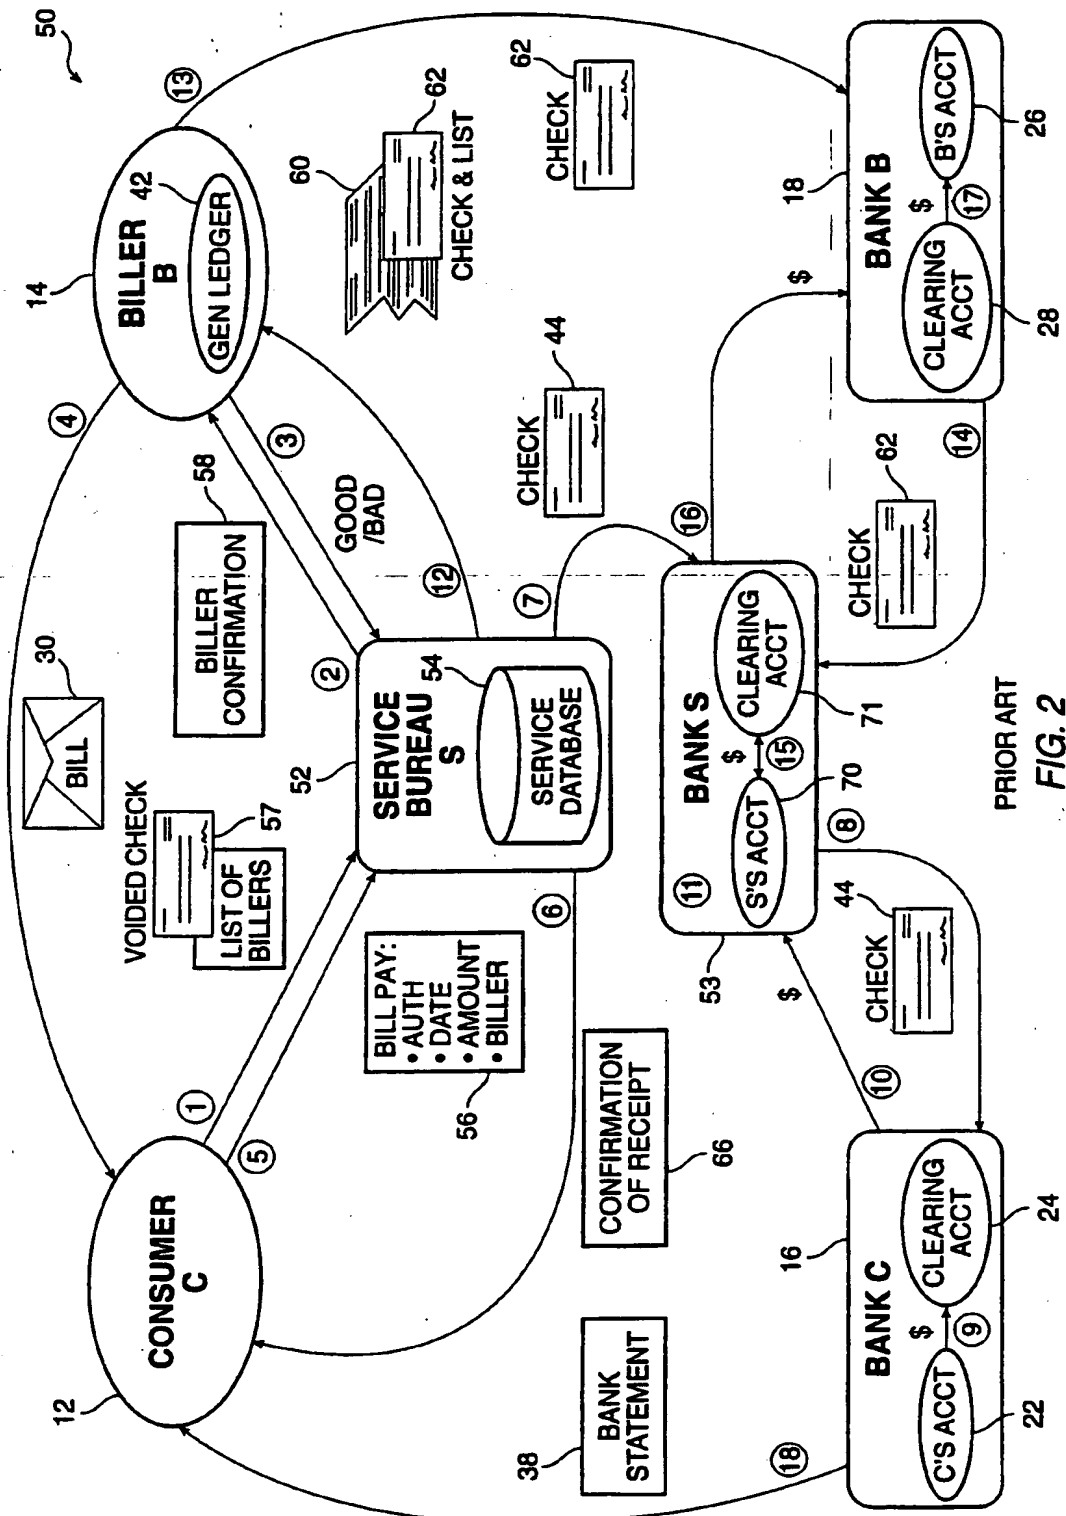 50
4
13
BILLER
B
42
GEN LEDGER
14
30
BILL
VOIDED CHECK
57
LIST OF
BILLERS
BILLER
CONFIRMATION
58
2
3
GOOD
/BAD
12
60
62
CHECK & LIST
CHECK
62
12
CONSUMER
C
1
5
BILL PAY:
• AUTH
• DATE
• AMOUNT
• BILLER
56
52
SERVICE
BUREAU
S
54
SERVICE
DATABASE
6
7
CHECK
44
38
BANK
STATEMENT
CONFIRMATION
OF RECEIPT
66
53
BANK S
11
S'S ACCT
70
$
15
CLEARING
ACCT
71
16
$
18
BANK B
CLEARING
ACCT
28
$
17
B'S ACCT
26
14
CHECK
62
8
CHECK
44
$
10
16
BANK C
C'S ACCT
22
$
9
CLEARING
ACCT
24
18
PRIOR ART
FIG. 2